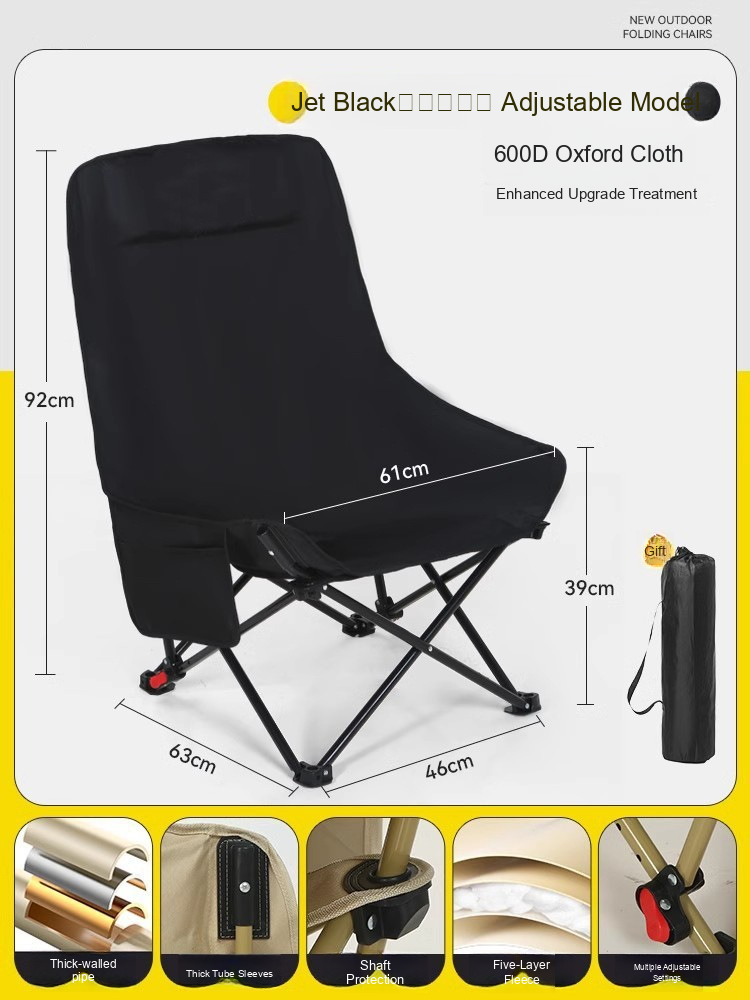 NEW OUTDOOR
FOLDING CHAIRS
Jet Black□□□□□ Adjustable Model
600D Oxford Cloth
Enhanced Upgrade Treatment
92cm
61cm
Gift
39cm
63cm
46cm
Thick-walled
pipe
Thick Tube Sleeves
Shaft
Protection
Five-Layer
Fleece
Multiple Adjustable
Settings